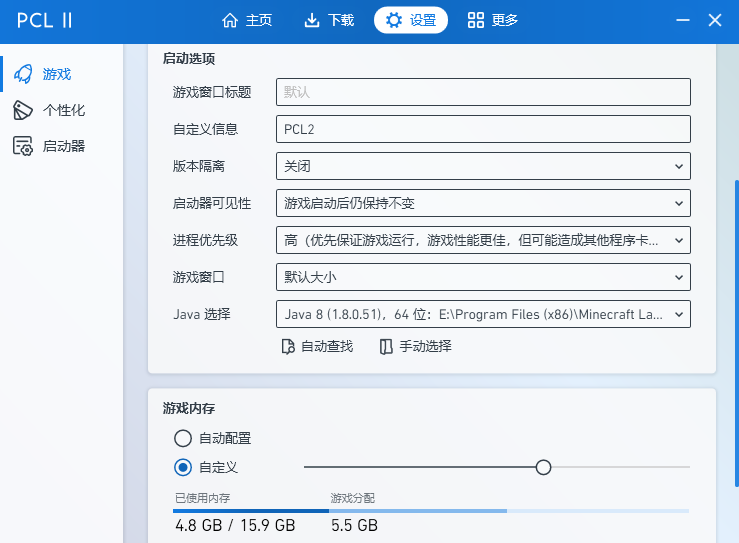 PCL II 主页 下载 设置 更多
游戏
个性化
启动器
启动选项
游戏窗口标题 默认
自定义信息 PCL2
版本隔离 关闭
启动器可见性 游戏启动后仍保持不变
进程优先级 高（优先保证游戏运行，游戏性能更佳，但可能造成其他程序卡...
游戏窗口 默认大小
Java 选择 Java 8 (1.8.0.51)，64 位：E:\Program Files (x86)\Minecraft La...
自动查找 手动选择
游戏内存
自动配置
自定义
已使用内存 游戏分配
4.8 GB / 15.9 GB 5.5 GB